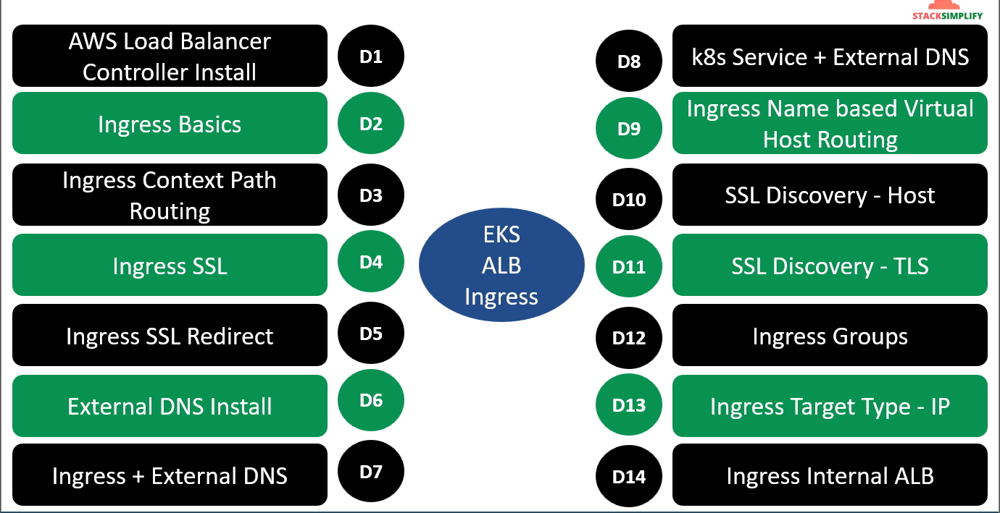 STACKSIMPLIFY
AWS Load Balancer
Controller Install
D1
Ingress Basics
D2
Ingress Context Path
Routing
D3
Ingress SSL
D4
Ingress SSL Redirect
D5
External DNS Install
D6
Ingress + External DNS
D7
EKS
ALB
Ingress
D8
k8s Service + External DNS
D9
Ingress Name based Virtual
Host Routing
D10
SSL Discovery - Host
D11
SSL Discovery - TLS
D12
Ingress Groups
D13
Ingress Target Type - IP
D14
Ingress Internal ALB